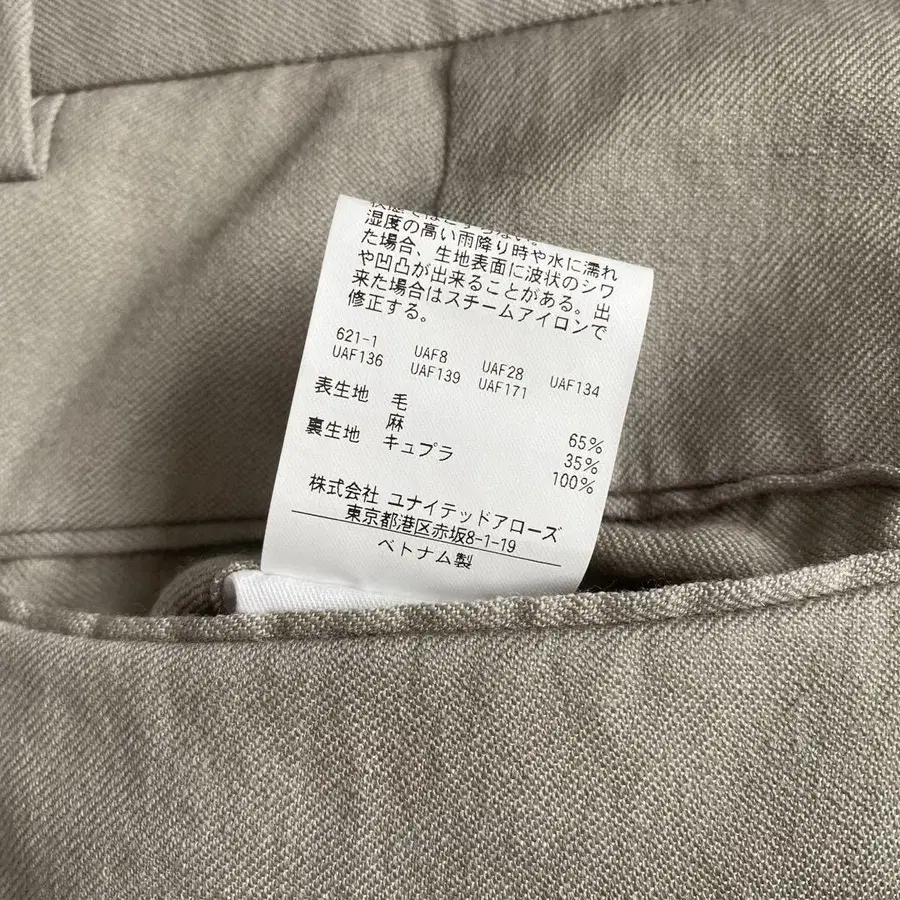 湿度の高い雨降り時や水に濡れ
た場合、生地表面に波状のシワ
や凹凸が出来ることがある。出
来た場合はスチームアイロンで
修正する。
621-1 UAF8 UAF28 UAF134
UAF136 UAF139 UAF171
表生地 毛 65%
麻 35%
裏生地 キュプラ 100%
株式会社 ユナイテッドアローズ
東京都港区赤坂8-1-19
ベトナム製